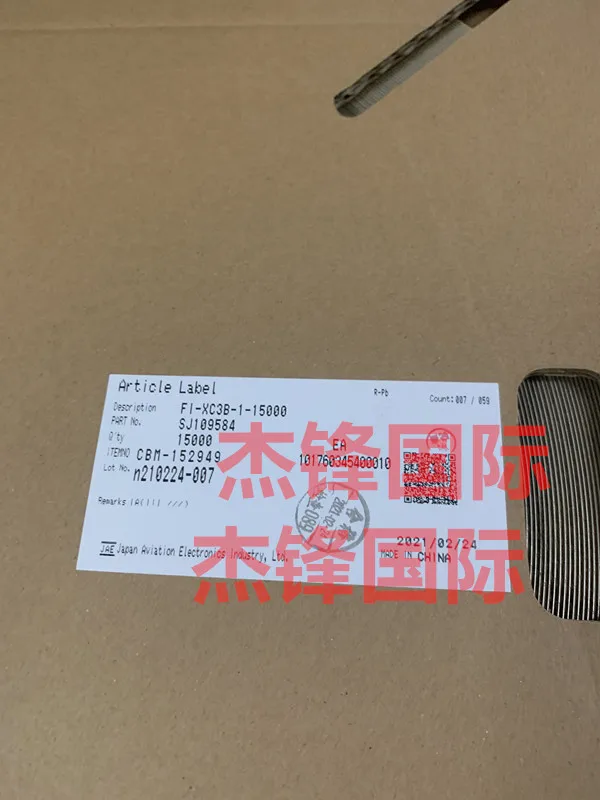 Article Label
R-Pb
Count:007 / 059
Description FI-XC3B-1-15000
PART No. SJ109584
Q'ty 15000
EA
ITEMNO CBM-152949
101760345400010
Lot No. n210224-007
杰锋国际
Remarks
2021/02/24
MADE IN CHINA
JAE Japan Aviation Electronics Industry, Ltd.
杰锋国际